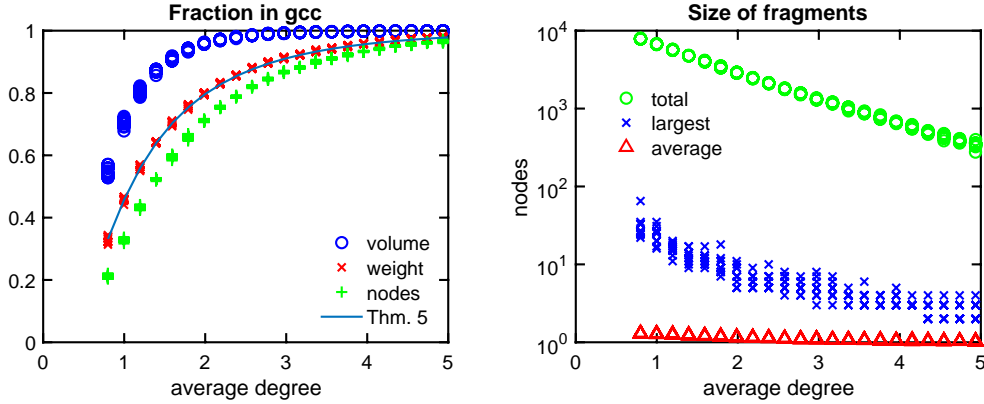 Fraction in gcc
1
0.8
0.6
0.4
0.2
0
volume
weight
nodes
Thm. 5
0 1 2 3 4 5
average degree
Size of fragments
10^4
10^3
10^2
10^1
10^0
nodes
total
largest
average
0 1 2 3 4 5
average degree